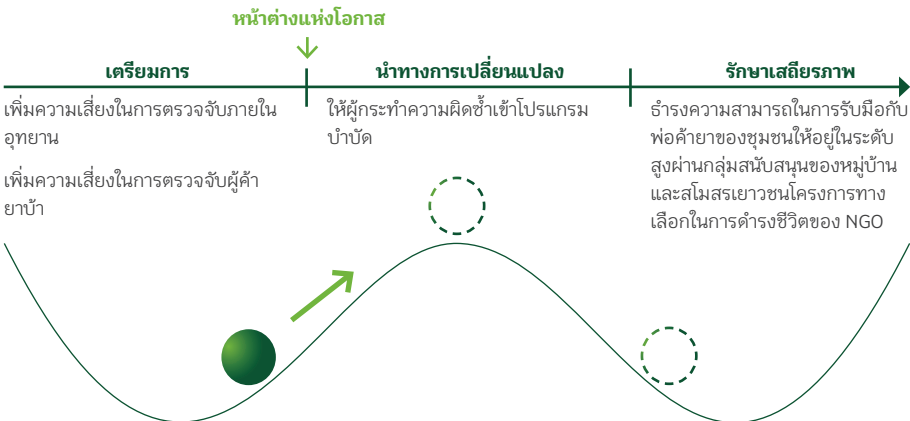 หน้าต่างแห่งโอกาส
เตรียมการ
นำทางการเปลี่ยนแปลง
รักษาเสถียรภาพ
เพิ่มความเสี่ยงในการตรวจจับภายใน
อุทยาน
เพิ่มความเสี่ยงในการตรวจจับผู้ค้า
ยาบ้า
ให้ผู้กระทำความผิดซ้ำเข้าโปรแกรม
บำบัด
ธำรงความสามารถในการรับมือกับ
พ่อค้ายาของชุมชนให้อยู่ในระดับ
สูงผ่านกลุ่มสนับสนุนของหมู่บ้าน
และสโมสรเยาวชนโครงการทาง
เลือกในการดำรงชีวิตของ NGO